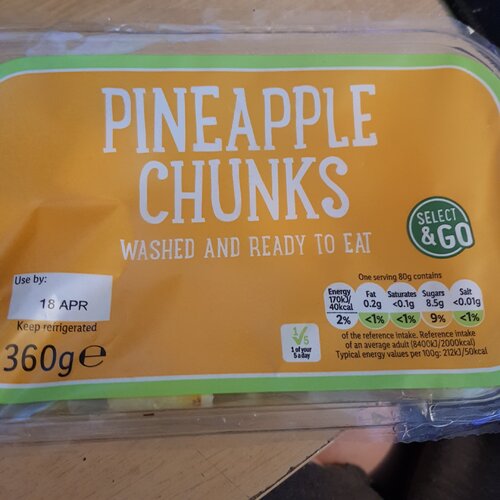 PINEAPPLE
CHUNKS
WASHED AND READY TO EAT
SELECT
&GO
Use by:
18 APR
Keep refrigerated
360g℮
1/5
1 of your
5 a day
One serving 80g contains
Energy
170kJ/
40kcal
2%
Fat
0.2g
<1%
Saturates
<0.1g
<1%
Sugars
8.5g
9%
Salt
<0.01g
<1%
of the reference intake. Reference intake
of an average adult (8400kJ/2000kcal)
Typical energy values per 100g: 212kJ/50kcal